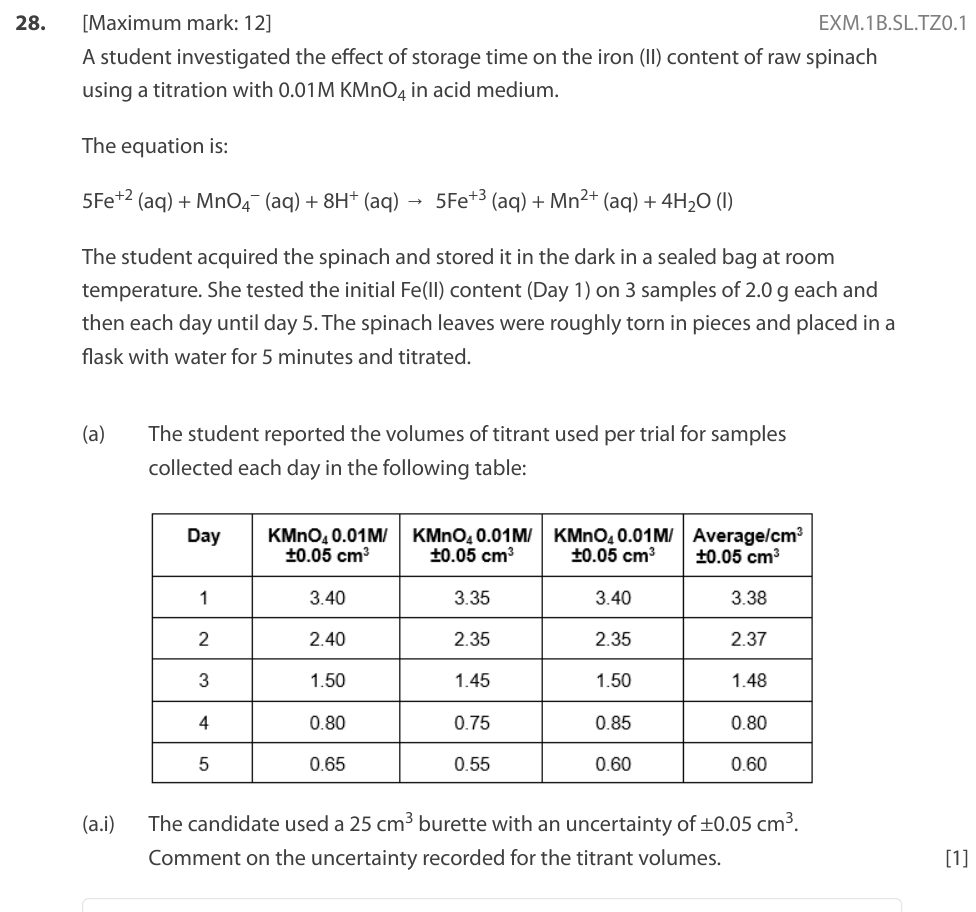 28. [Maximum mark: 12] EXM.1B.SL.TZ0.1
A student investigated the effect of storage time on the iron (II) content of raw spinach
using a titration with 0.01M KMnO₄ in acid medium.
The equation is:
5Fe⁺² (aq) + MnO₄⁻ (aq) + 8H⁺ (aq) → 5Fe⁺³ (aq) + Mn²⁺ (aq) + 4H₂O (l)
The student acquired the spinach and stored it in the dark in a sealed bag at room
temperature. She tested the initial Fe(II) content (Day 1) on 3 samples of 2.0 g each and
then each day until day 5. The spinach leaves were roughly torn in pieces and placed in a
flask with water for 5 minutes and titrated.
(a) The student reported the volumes of titrant used per trial for samples
collected each day in the following table:
Day KMnO₄ 0.01M/ KMnO₄ 0.01M/ KMnO₄ 0.01M/ Average/cm³
±0.05 cm³ ±0.05 cm³ ±0.05 cm³ ±0.05 cm³
1 3.40 3.35 3.40 3.38
2 2.40 2.35 2.35 2.37
3 1.50 1.45 1.50 1.48
4 0.80 0.75 0.85 0.80
5 0.65 0.55 0.60 0.60
(a.i) The candidate used a 25 cm³ burette with an uncertainty of ±0.05 cm³.
Comment on the uncertainty recorded for the titrant volumes. [1]